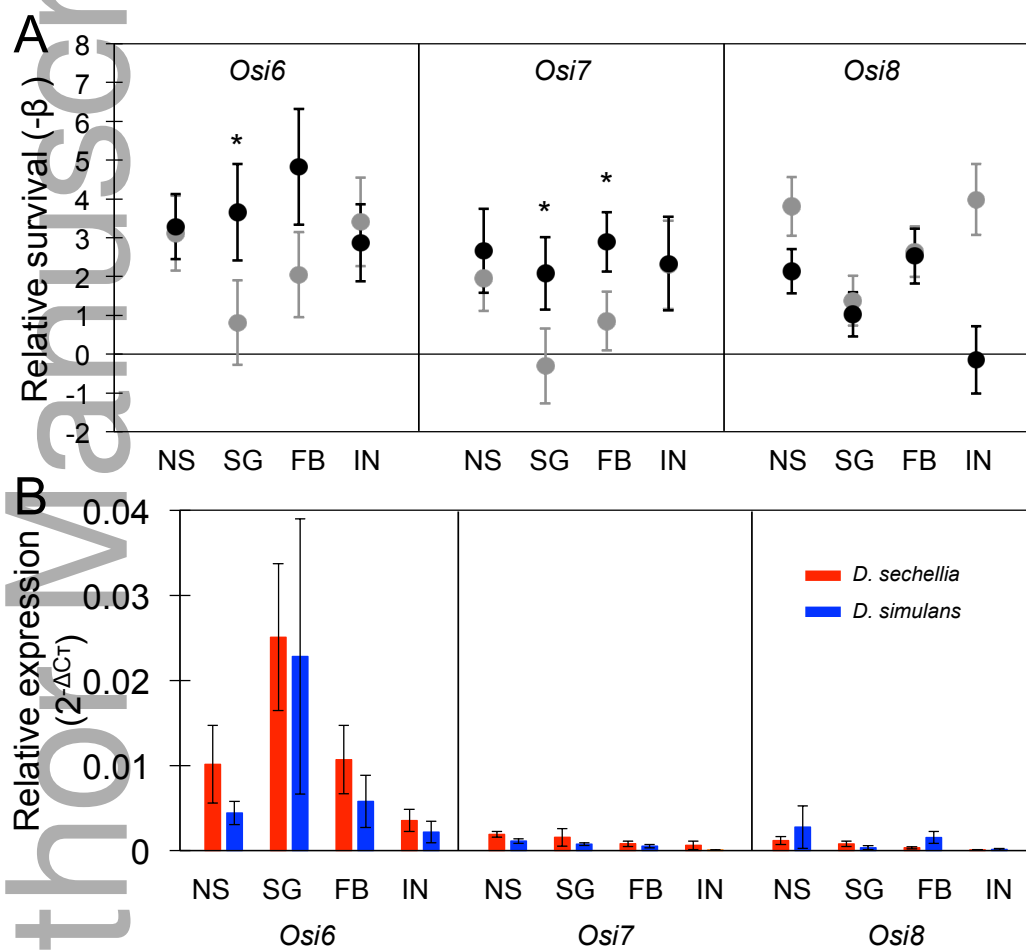 A
Osi6 Osi7 Osi8
Relative survival (-β )
8
7
6
5
4
3
2
1
0
-1
-2
* * *
NS SG FB IN NS SG FB IN NS SG FB IN
B
Relative expression
(2-ΔCT)
0.04
0.03
0.02
0.01
0
D. sechellia
D. simulans
NS SG FB IN NS SG FB IN NS SG FB IN
Osi6 Osi7 Osi8
thor Manuscr